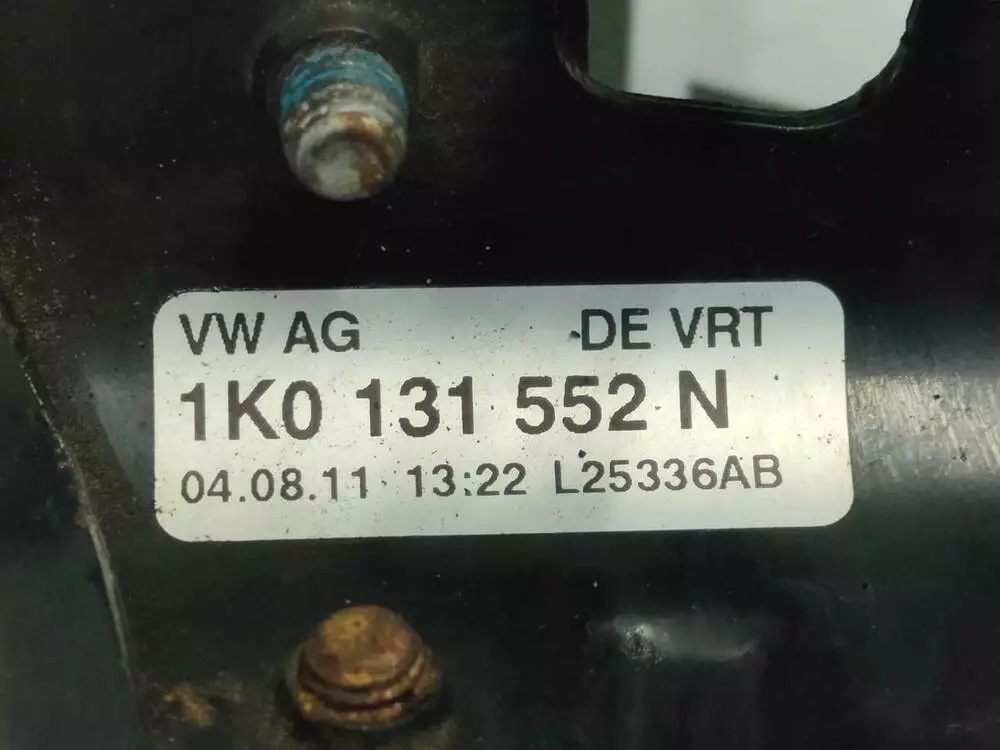 VW AG DE VRT
1K0 131 552 N
04.08.11 13:22 L25336AB